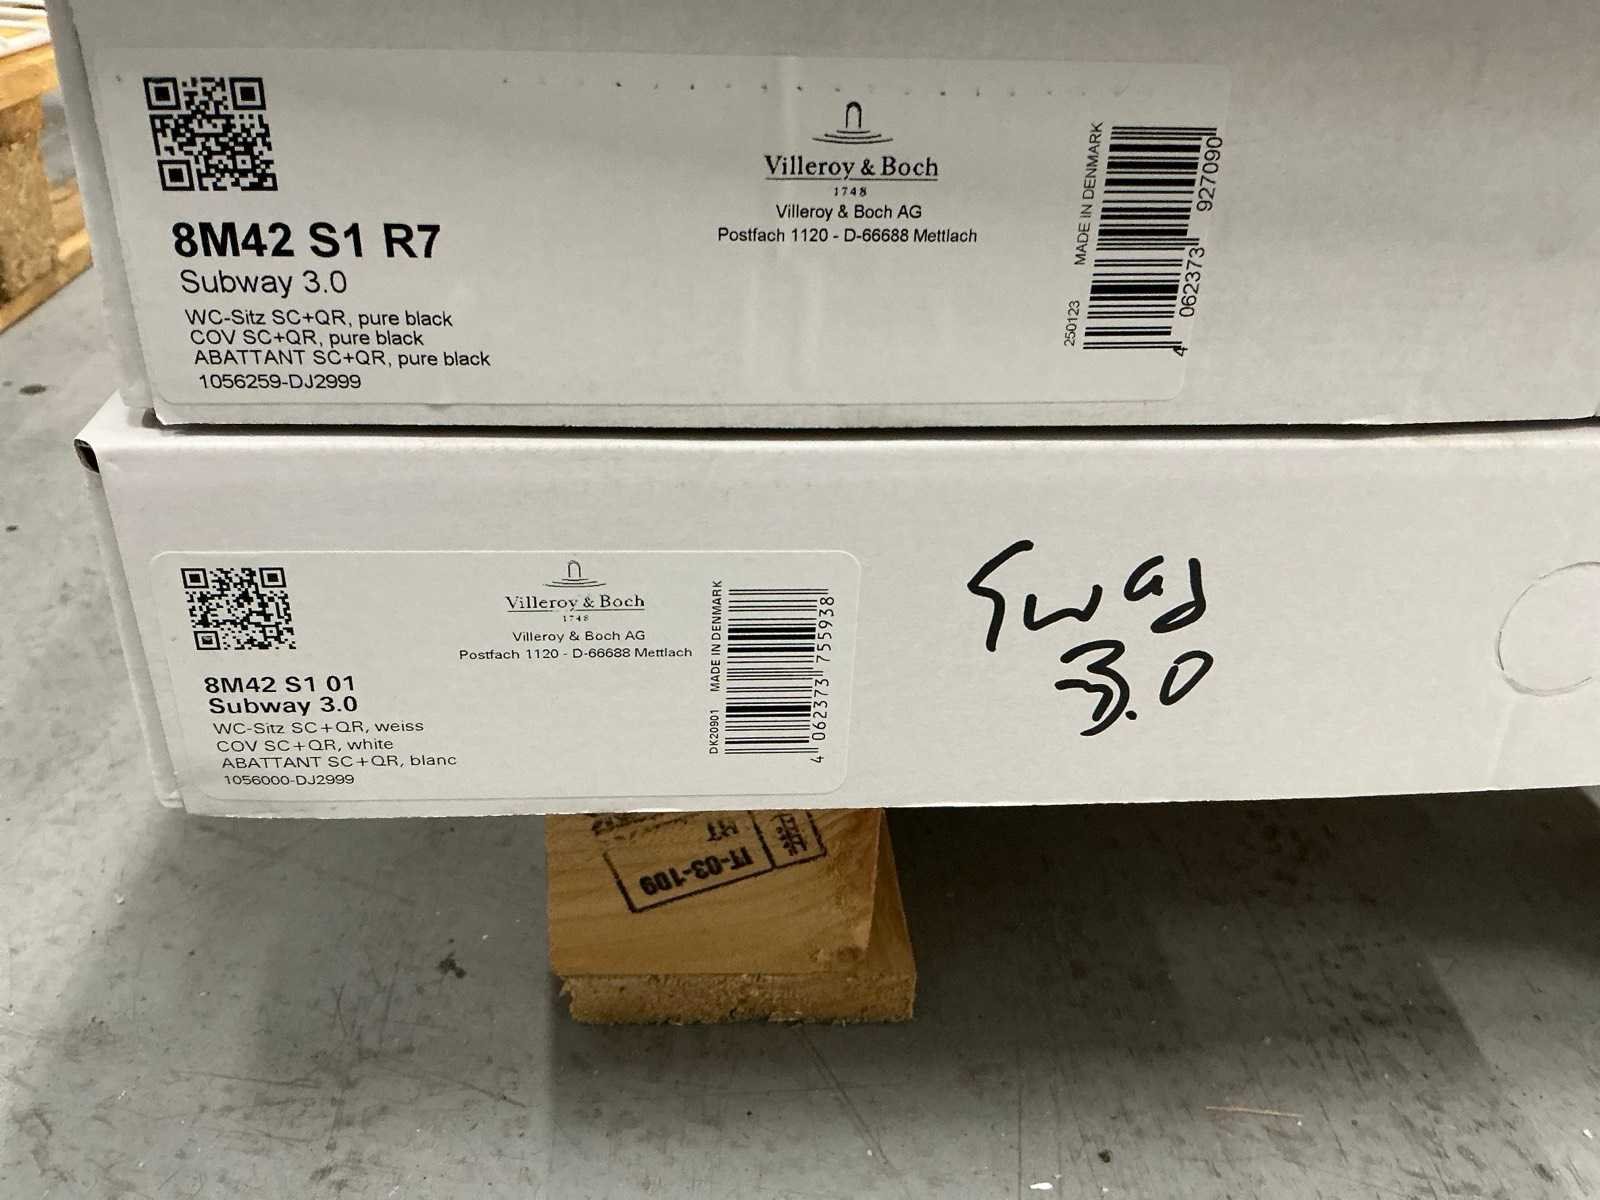 8M42 S1 R7
Subway 3.0
WC-Sitz SC+QR, pure black
COV SC+QR, pure black
ABATTANT SC+QR, pure black
1056259-DJ2999
Villeroy & Boch
1748
Villeroy & Boch AG
Postfach 1120 - D-66688 Mettlach
250123 MADE IN DENMARK
4 062373 927090
8M42 S1 01
Subway 3.0
WC-Sitz SC+QR, weiss
COV SC+QR, white
ABATTANT SC+QR, blanc
1056000-DJ2999
Villeroy & Boch
1748
Villeroy & Boch AG
Postfach 1120 - D-66688 Mettlach
DK20901 MADE IN DENMARK
4 062373 755938
3.0
IT-03-109
HT